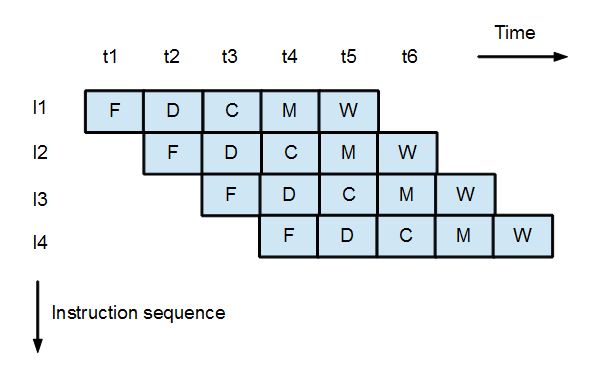 Time
t1 t2 t3 t4 t5 t6
I1 F D C M W
I2 F D C M W
I3 F D C M W
I4 F D C M W
Instruction sequence